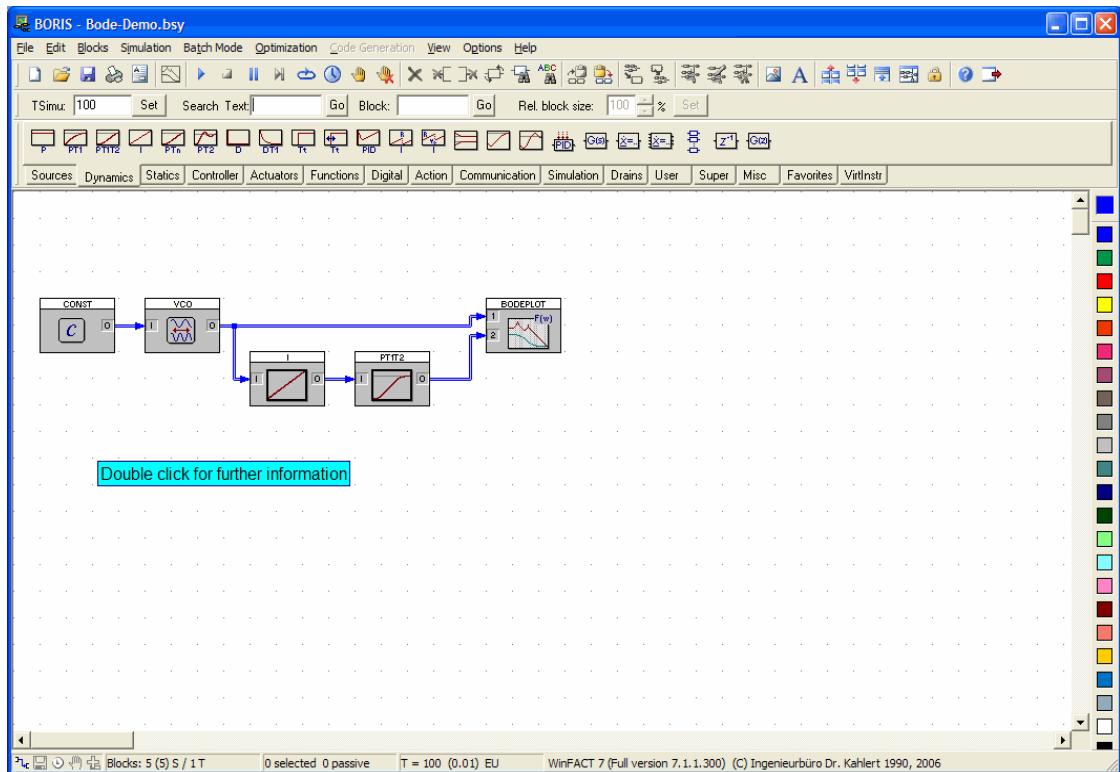 BORIS - Bode-Demo.bsy
File Edit Blocks Simulation Batch Mode Optimization Code Generation View Options Help
ABC
TSimu: 100 Set Search Text: Go Block: Go Rel. block size: 100 % Set
P PT1 PT1T2 I PTn PT2 D DT1 Tt Tt PID I I PID G(s) ẋ=.. ẋ=.. z⁻¹ G(z)
Sources Dynamics Statics Controller Actuators Functions Digital Action Communication Simulation Drains User Super Misc Favorites VirtInstr
CONST VCO BODEPLOT
C O I O 1 F(w)
2
I PT1T2
I O I O
Double click for further information
Blocks: 5 (5) S / 1 T 0 selected 0 passive T = 100 (0.01) EU WinFACT 7 (Full version 7.1.1.300) (C) Ingenieurbüro Dr. Kahlert 1990, 2006